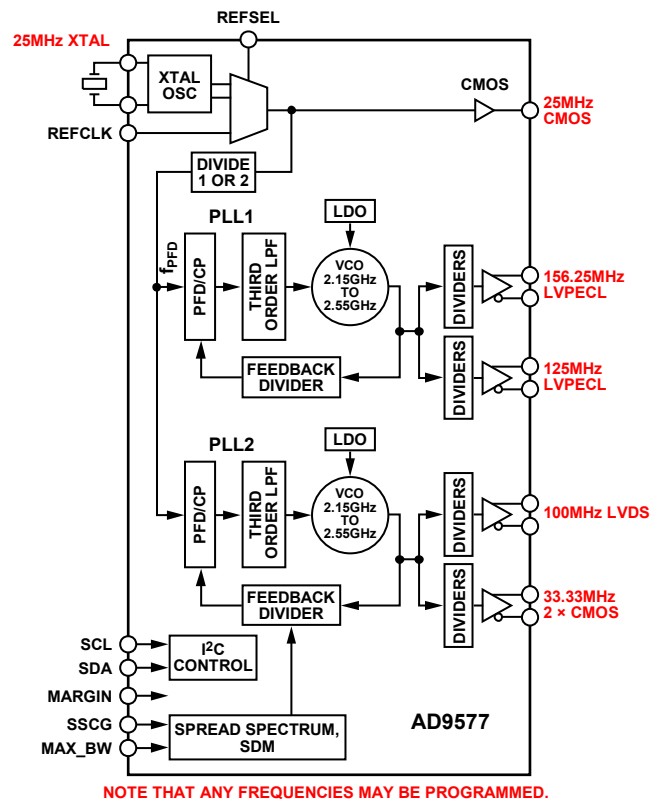 REFSEL
25MHz XTAL
XTAL
OSC
CMOS
25MHz
CMOS
REFCLK
DIVIDE
1 OR 2
PLL1
LDO
fPFD
PFD/CP
THIRD
ORDER LPF
VCO
2.15GHz
TO
2.55GHz
DIVIDERS
156.25MHz
LVPECL
FEEDBACK
DIVIDER
DIVIDERS
125MHz
LVPECL
PLL2
LDO
PFD/CP
THIRD
ORDER LPF
VCO
2.15GHz
TO
2.55GHz
DIVIDERS
100MHz LVDS
FEEDBACK
DIVIDER
DIVIDERS
33.33MHz
2 × CMOS
SCL
SDA
I²C
CONTROL
MARGIN
SSCG
MAX_BW
SPREAD SPECTRUM,
SDM
AD9577
NOTE THAT ANY FREQUENCIES MAY BE PROGRAMMED.